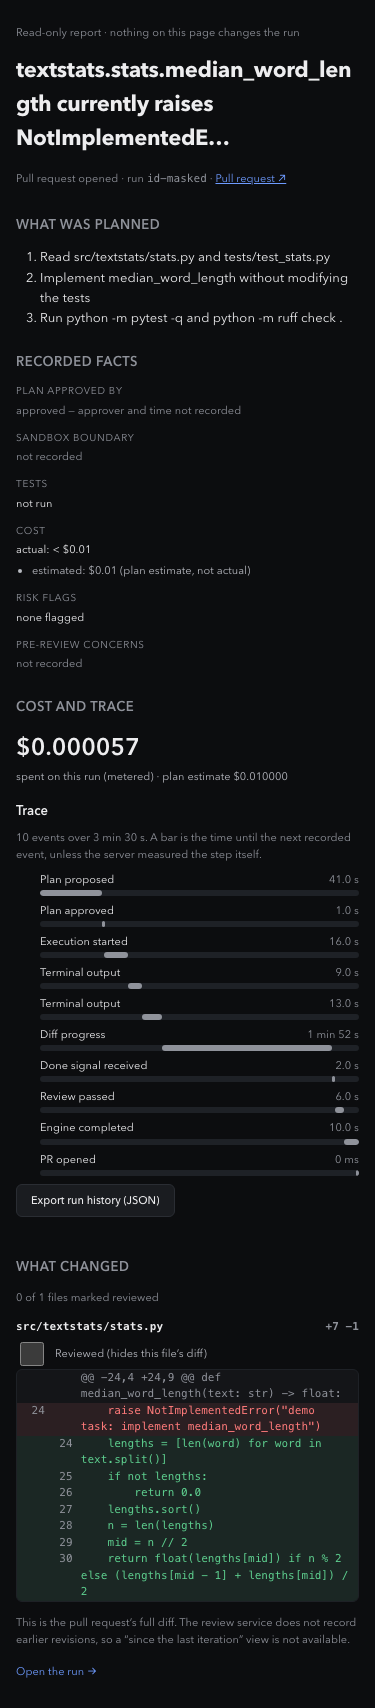 Read-only report · nothing on this page changes the run
textstats.stats.median_word_len
gth currently raises
NotImplementedE…
Pull request opened · run id-masked · Pull request ↗
WHAT WAS PLANNED
1. Read src/textstats/stats.py and tests/test_stats.py
2. Implement median_word_length without modifying
the tests
3. Run python -m pytest -q and python -m ruff check .
RECORDED FACTS
PLAN APPROVED BY
approved — approver and time not recorded
SANDBOX BOUNDARY
not recorded
TESTS
not run
COST
actual: < $0.01
• estimated: $0.01 (plan estimate, not actual)
RISK FLAGS
none flagged
PRE-REVIEW CONCERNS
not recorded
COST AND TRACE
$0.000057
spent on this run (metered) · plan estimate $0.010000
Trace
10 events over 3 min 30 s. A bar is the time until the next recorded
event, unless the server measured the step itself.
Plan proposed 41.0 s
Plan approved 1.0 s
Execution started 16.0 s
Terminal output 9.0 s
Terminal output 13.0 s
Diff progress 1 min 52 s
Done signal received 2.0 s
Review passed 6.0 s
Engine completed 10.0 s
PR opened 0 ms
Export run history (JSON)
WHAT CHANGED
0 of 1 files marked reviewed
src/textstats/stats.py +7 −1
Reviewed (hides this file's diff)
@@ −24,4 +24,9 @@ def
median_word_length(text: str) −> float:
24 raise NotImplementedError("demo
task: implement median_word_length")
24 lengths = [len(word) for word in
text.split()]
25 if not lengths:
26 return 0.0
27 lengths.sort()
28 n = len(lengths)
29 mid = n // 2
30 return float(lengths[mid]) if n % 2
else (lengths[mid − 1] + lengths[mid]) /
2
This is the pull request's full diff. The review service does not record
earlier revisions, so a "since the last iteration" view is not available.
Open the run →